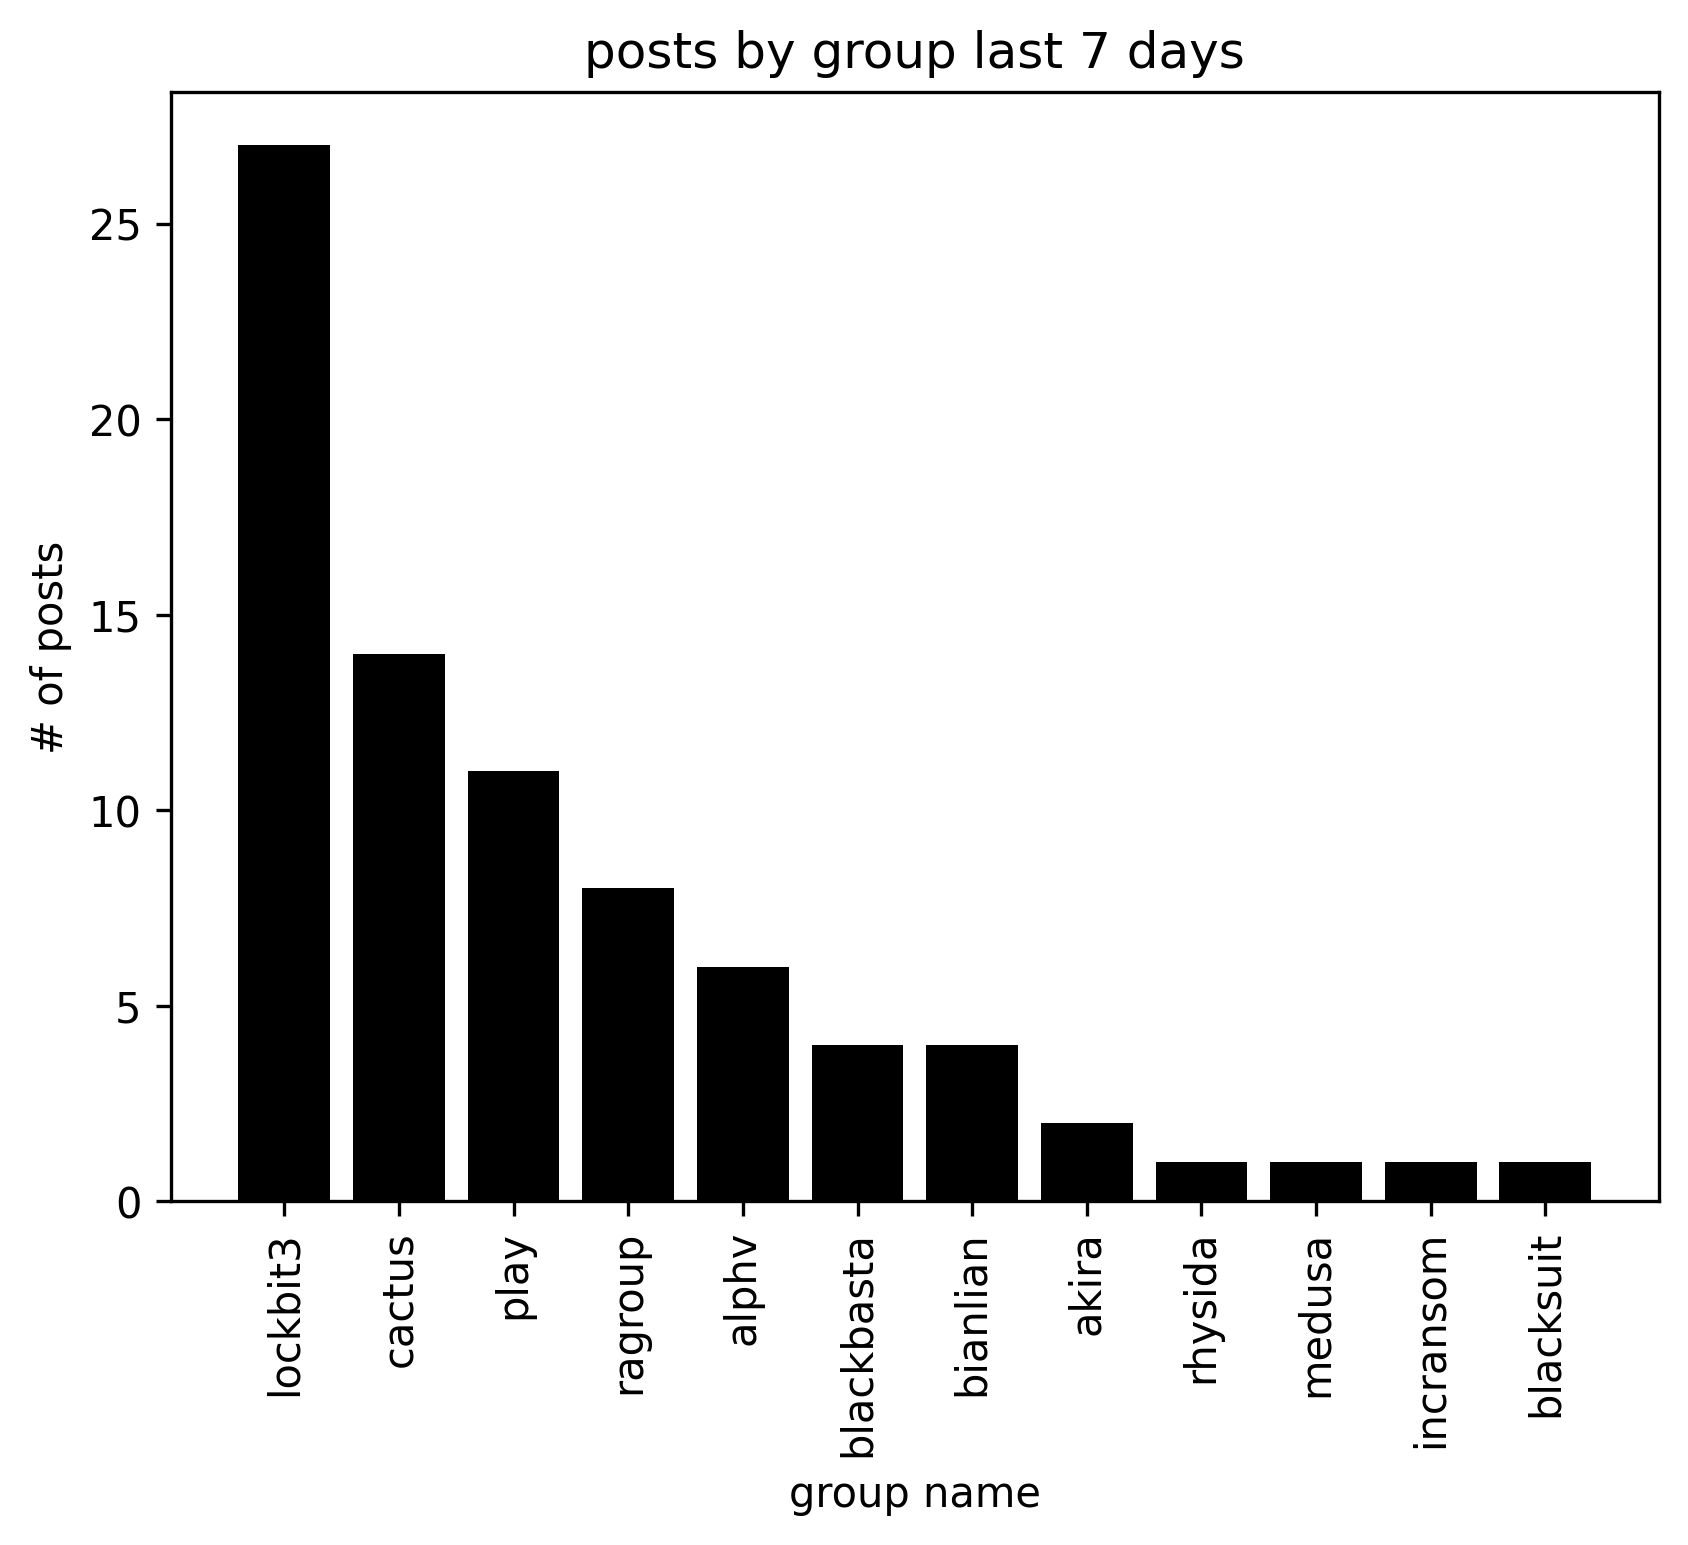 posts by group last 7 days
# of posts
25
20
15
10
5
0
lockbit3
cactus
play
ragroup
alphv
blackbasta
bianlian
akira
rhysida
medusa
incransom
blacksuit
group name